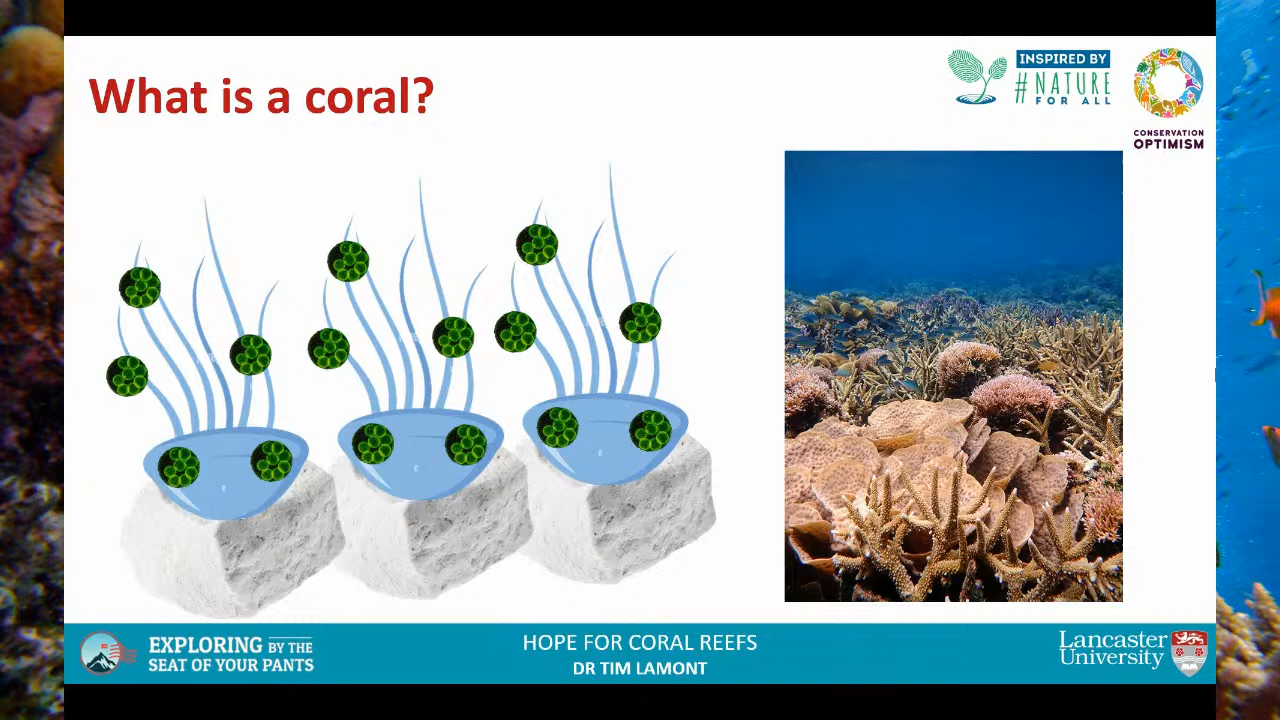 What is a coral?
INSPIRED BY
#NATURE
FOR ALL
CONSERVATION
OPTIMISM
EXPLORING BY THE
SEAT OF YOUR PANTS
HOPE FOR CORAL REEFS
DR TIM LAMONT
Lancaster
University